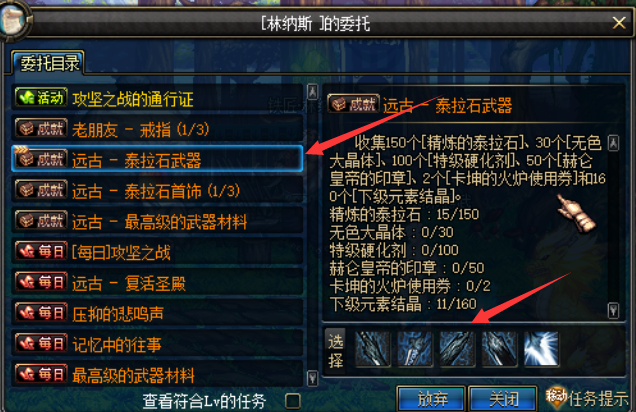 [林纳斯 ]的委托
委托目录
活动 攻坚之战的通行证
成就 老朋友 - 戒指 (1/3)
成就 远古 - 泰拉石武器
成就 远古 - 泰拉石首饰 (1/3)
成就 远古 - 最高级的武器材料
每日 [每日]攻坚之战
每日 远古 - 复活圣殿
每日 压抑的悲鸣声
每日 记忆中的往事
每日 最高级的武器材料
查看符合Lv的任务
成就 远古 - 泰拉石武器
收集150个[精炼的泰拉石]、30个[无色
大晶体]、100个[特级硬化剂]、50个[赫仑
皇帝的印章]、2个[卡坤的火炉使用券]和16
0个[下级元素结晶]。
精炼的泰拉石：15/150
无色大晶体：0/30
特级硬化剂：0/100
赫仑皇帝的印章：0/50
卡坤的火炉使用券：0/2
下级元素结晶：11/160
选
择
放弃
关闭
任务提示